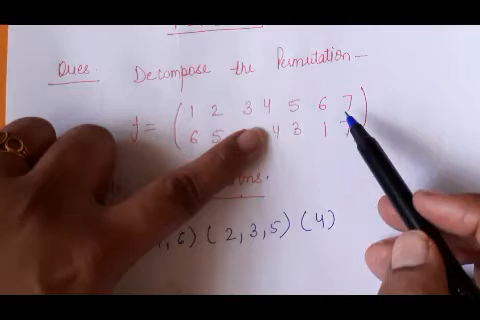 Ques. Decompose the Permutation—
f = ( 1 2 3 4 5 6 7
6 5 4 3 1 7 )
, 6) ( 2, 3, 5) ( 4)